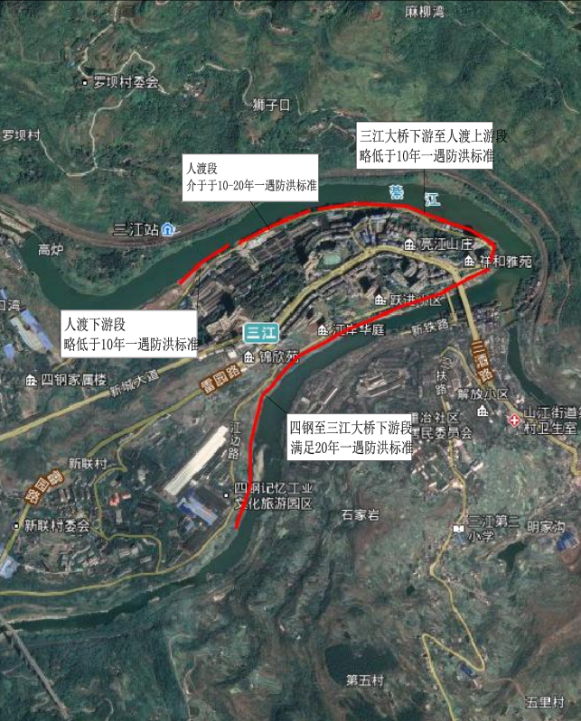 麻柳湾
罗坝村委会
狮子口
罗坝村
三江大桥下游至人渡上游段
略低于10年一遇防洪标准
人渡段
介于于10-20年一遇防洪标准
綦江
三江站
高炉
亮江山庄
祥和雅苑
口湾
跃进小区
人渡下游段
略低于10年一遇防洪标准
三江
江岸华庭
新铁路
锦欣苑
雷园路
四钢家属楼
新城大道
扶路
解放小区
四钢至三江大桥下游段
满足20年一遇防洪标准
冶社区
居民委员会
三江街道
村卫生室
江边路
新联村
四钢记忆工业
文化旅游园区
石家岩
新联村委会
三江第二
小学
明家沟
第五村
五里村